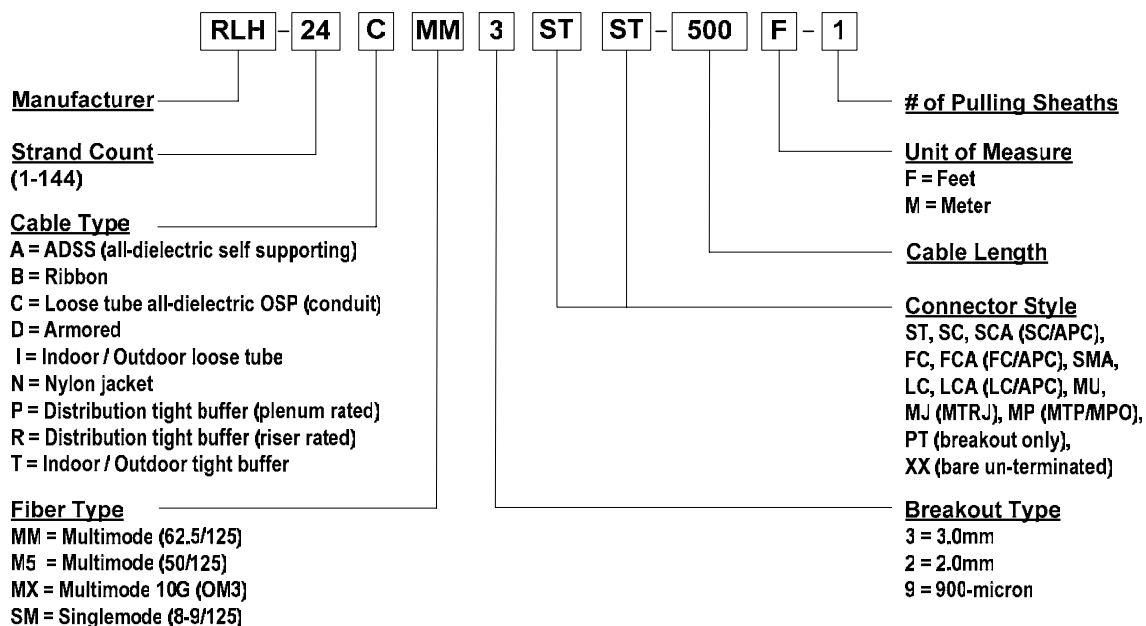 RLH - 24 C MM 3 ST ST - 500 F - 1
Manufacturer
Strand Count
(1-144)
Cable Type
A = ADSS (all-dielectric self supporting)
B = Ribbon
C = Loose tube all-dielectric OSP (conduit)
D = Armored
I = Indoor / Outdoor loose tube
N = Nylon jacket
P = Distribution tight buffer (plenum rated)
R = Distribution tight buffer (riser rated)
T = Indoor / Outdoor tight buffer
Fiber Type
MM = Multimode (62.5/125)
M5 = Multimode (50/125)
MX = Multimode 10G (OM3)
SM = Singlemode (8-9/125)
# of Pulling Sheaths
Unit of Measure
F = Feet
M = Meter
Cable Length
Connector Style
ST, SC, SCA (SC/APC),
FC, FCA (FC/APC), SMA,
LC, LCA (LC/APC), MU,
MJ (MTRJ), MP (MTP/MPO),
PT (breakout only),
XX (bare un-terminated)
Breakout Type
3 = 3.0mm
2 = 2.0mm
9 = 900-micron